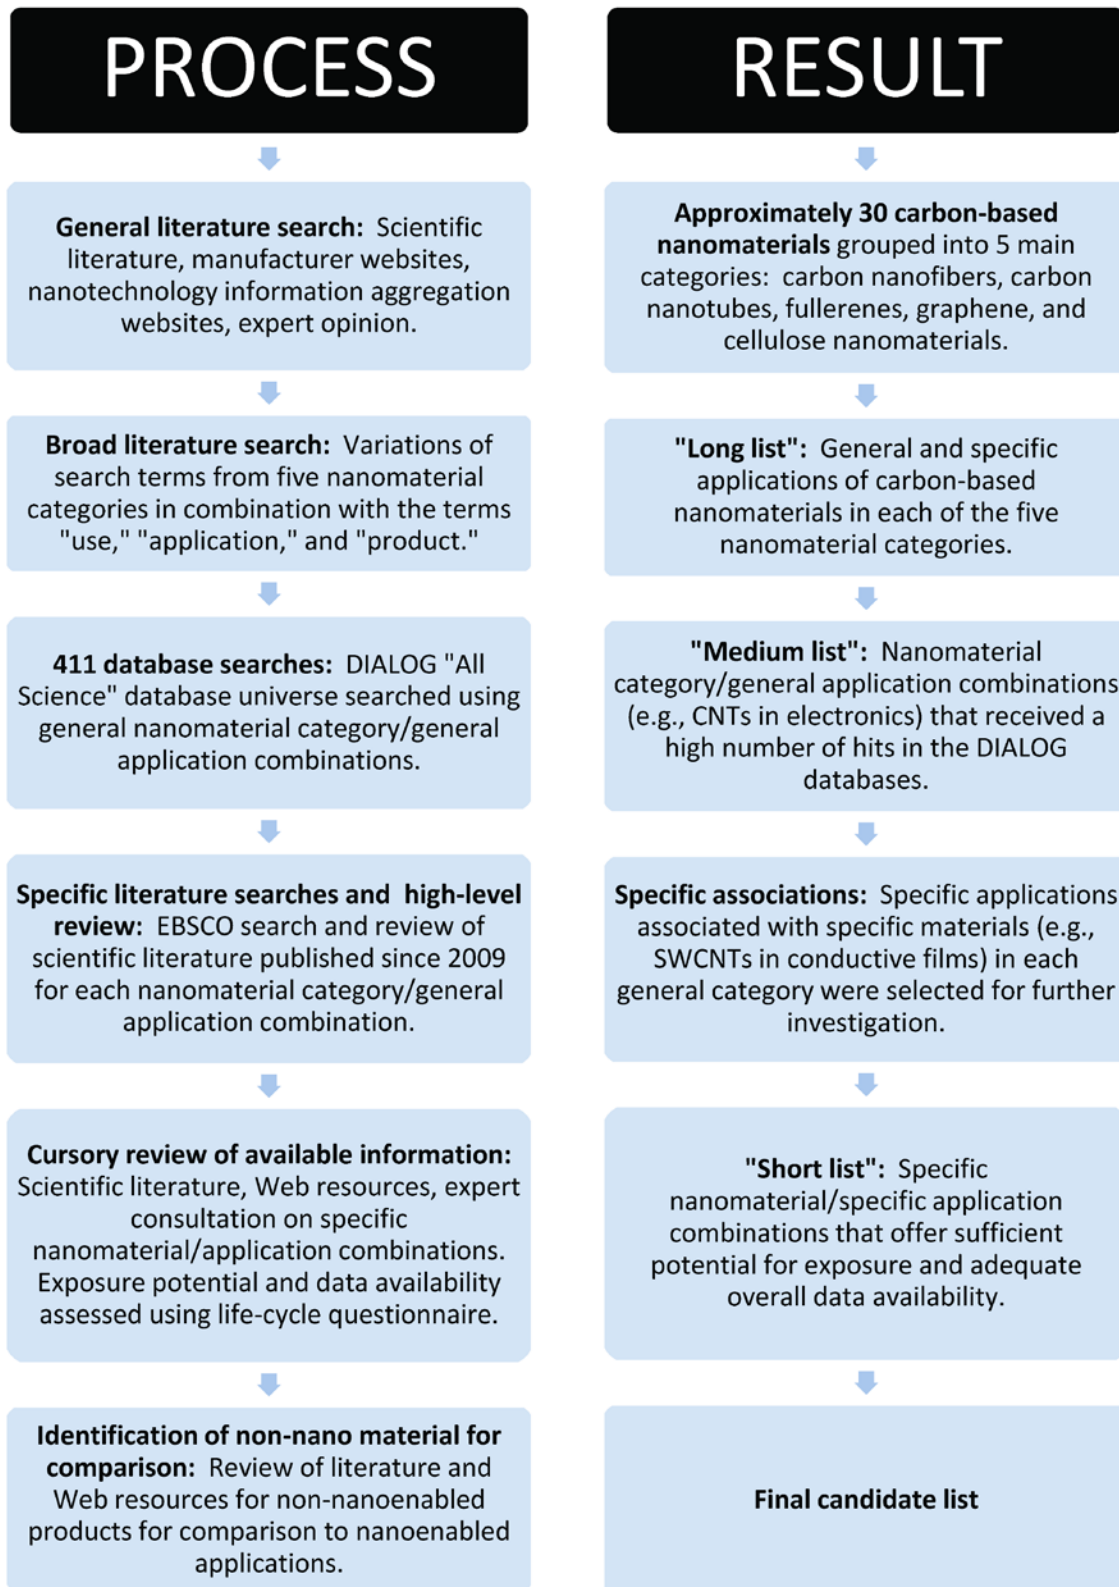 PROCESS
General literature search: Scientific
literature, manufacturer websites,
nanotechnology information aggregation
websites, expert opinion.
Broad literature search: Variations of
search terms from five nanomaterial
categories in combination with the terms
"use," "application," and "product."
411 database searches: DIALOG "All
Science" database universe searched using
general nanomaterial category/general
application combinations.
Specific literature searches and high-level
review: EBSCO search and review of
scientific literature published since 2009
for each nanomaterial category/general
application combination.
Cursory review of available information:
Scientific literature, Web resources, expert
consultation on specific
nanomaterial/application combinations.
Exposure potential and data availability
assessed using life-cycle questionnaire.
Identification of non-nano material for
comparison: Review of literature and
Web resources for non-nanoenabled
products for comparison to nanoenabled
applications.
RESULT
Approximately 30 carbon-based
nanomaterials grouped into 5 main
categories: carbon nanofibers, carbon
nanotubes, fullerenes, graphene, and
cellulose nanomaterials.
"Long list": General and specific
applications of carbon-based
nanomaterials in each of the five
nanomaterial categories.
"Medium list": Nanomaterial
category/general application combinations
(e.g., CNTs in electronics) that received a
high number of hits in the DIALOG
databases.
Specific associations: Specific applications
associated with specific materials (e.g.,
SWCNTs in conductive films) in each
general category were selected for further
investigation.
"Short list": Specific
nanomaterial/specific application
combinations that offer sufficient
potential for exposure and adequate
overall data availability.
Final candidate list